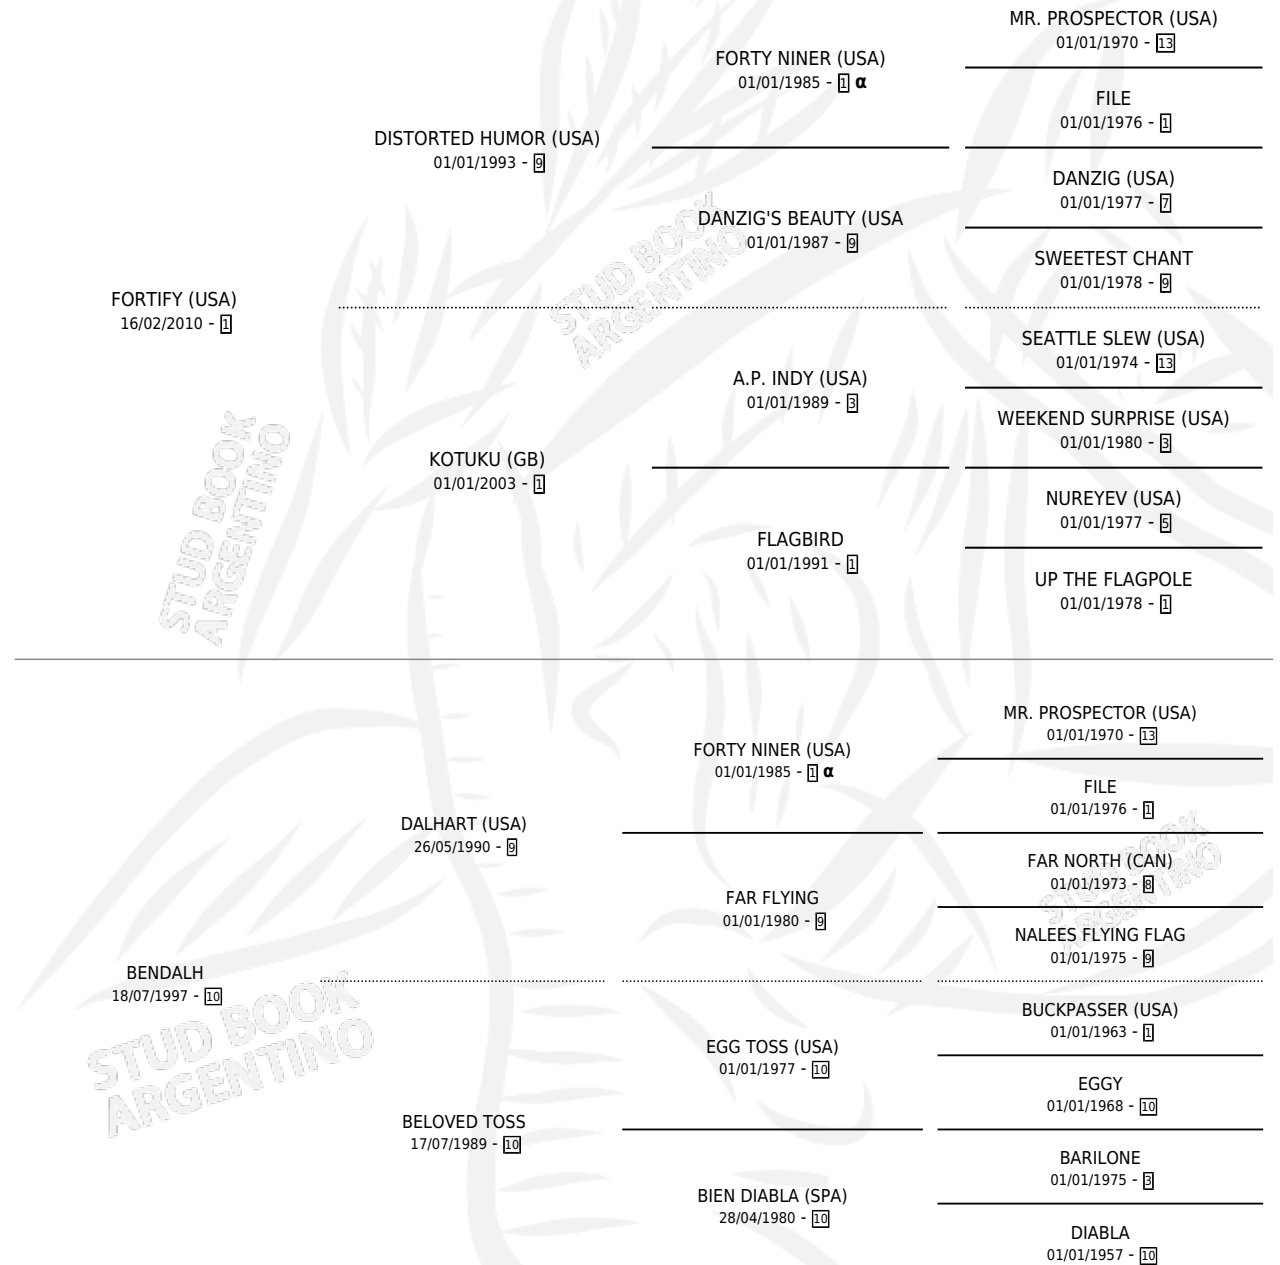 MR. PROSPECTOR (USA)
01/01/1970 - 13
FORTY NINER (USA)
01/01/1985 - 1 α
FILE
01/01/1976 - 1
DISTORTED HUMOR (USA)
01/01/1993 - 9
DANZIG (USA)
01/01/1977 - 7
DANZIG'S BEAUTY (USA
01/01/1987 - 9
SWEETEST CHANT
01/01/1978 - 9
FORTIFY (USA)
16/02/2010 - 1
SEATTLE SLEW (USA)
01/01/1974 - 13
A.P. INDY (USA)
01/01/1989 - 3
WEEKEND SURPRISE (USA)
01/01/1980 - 3
KOTUKU (GB)
01/01/2003 - 1
NUREYEV (USA)
01/01/1977 - 5
FLAGBIRD
01/01/1991 - 1
UP THE FLAGPOLE
01/01/1978 - 1
MR. PROSPECTOR (USA)
01/01/1970 - 13
FORTY NINER (USA)
01/01/1985 - 1 α
FILE
01/01/1976 - 1
DALHART (USA)
26/05/1990 - 9
FAR NORTH (CAN)
01/01/1973 - 8
FAR FLYING
01/01/1980 - 9
NALEES FLYING FLAG
01/01/1975 - 9
BENDALH
18/07/1997 - 10
BUCKPASSER (USA)
01/01/1963 - 1
EGG TOSS (USA)
01/01/1977 - 10
EGGY
01/01/1968 - 10
BELOVED TOSS
17/07/1989 - 10
BARILONE
01/01/1975 - 3
BIEN DIABLA (SPA)
28/04/1980 - 10
DIABLA
01/01/1957 - 10
STUD BOOK
ARGENTINO
STUD BOOK
ARGENTINO
STUD BOOK
ARGENTINO
STUD BOOK
ARGENTINO